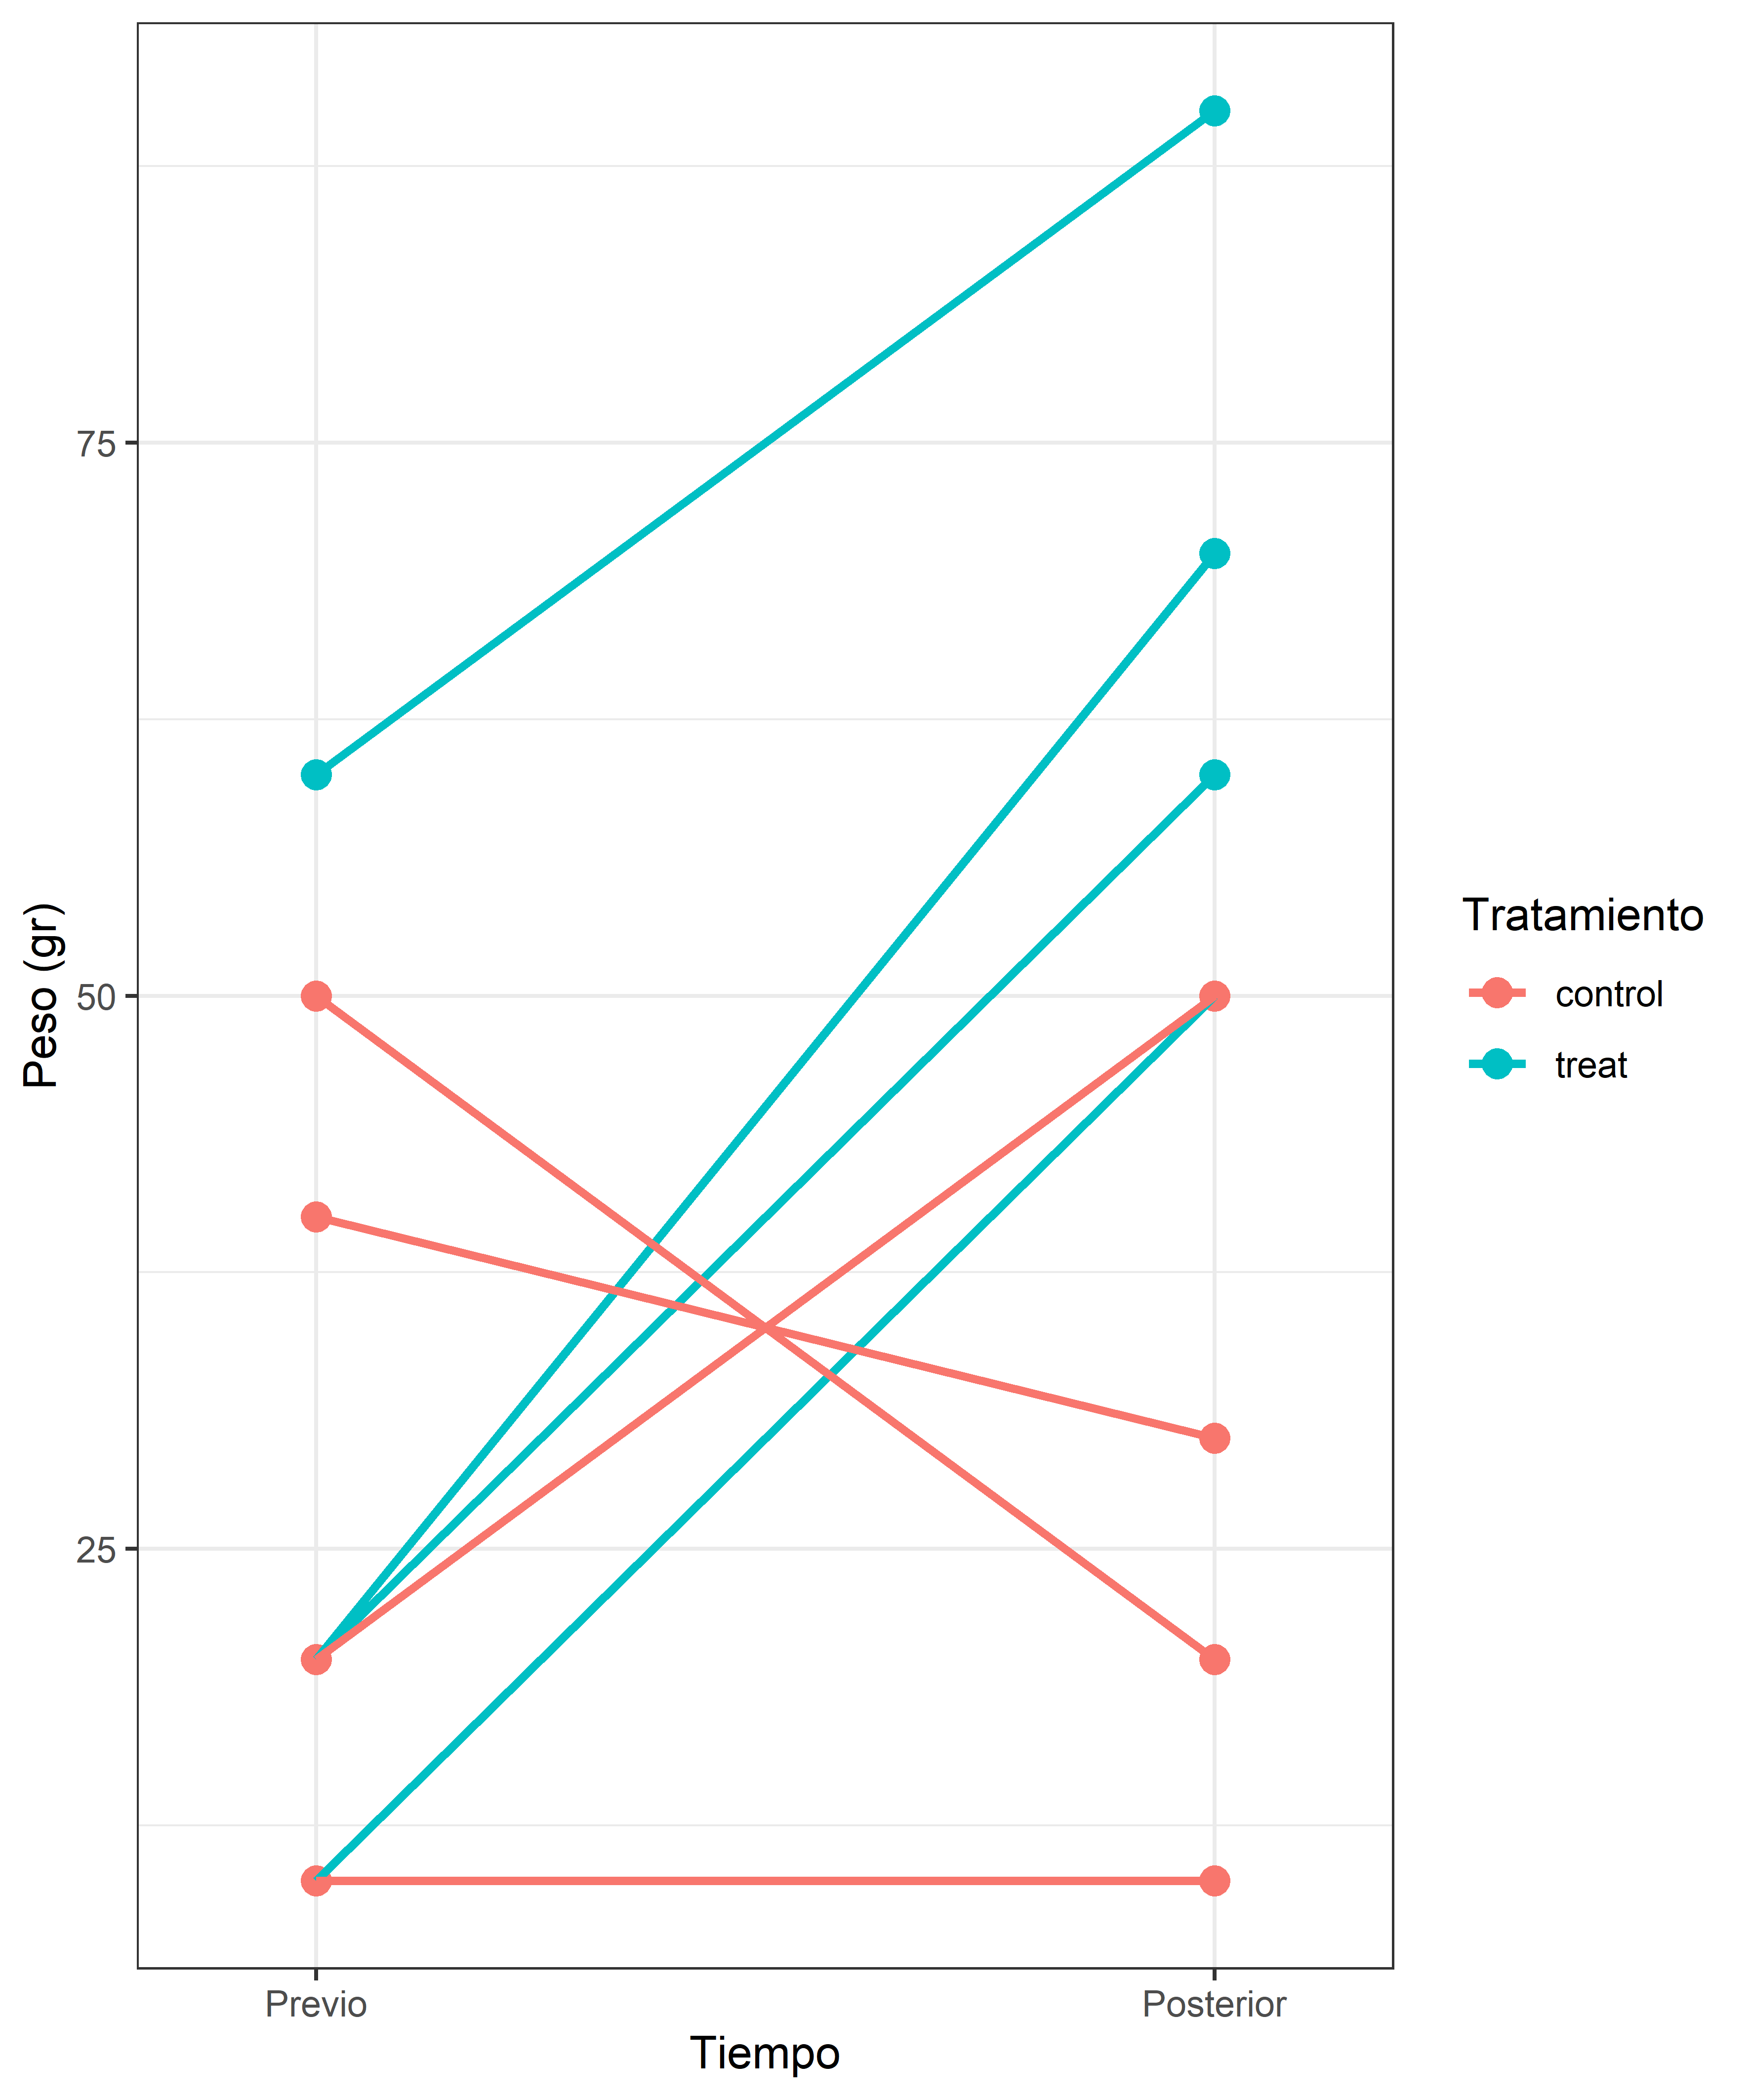 75
50
25
Peso (gr)
Previo
Posterior
Tiempo
Tratamiento
control
treat